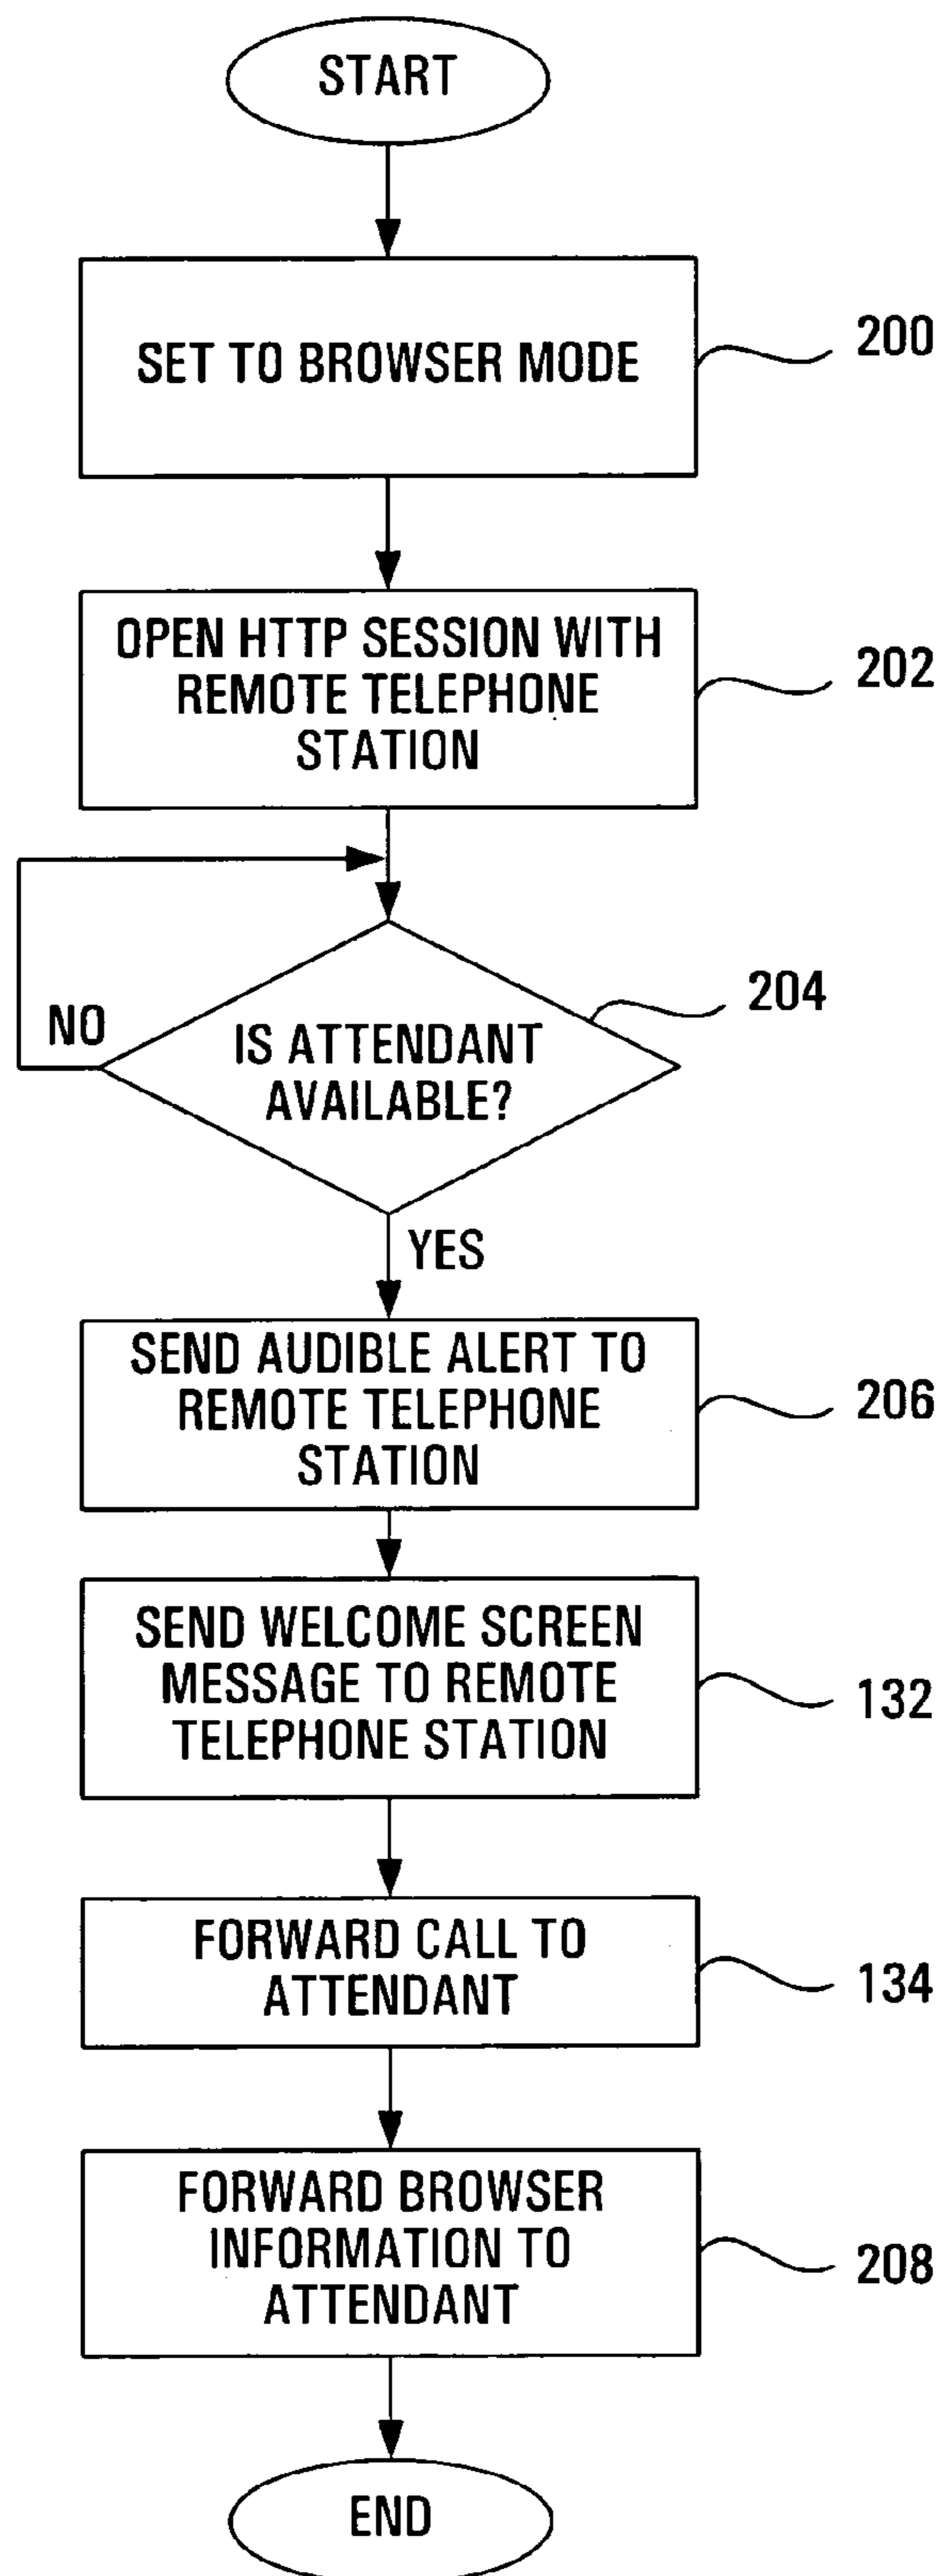 START
SET TO BROWSER MODE
200
OPEN HTTP SESSION WITH
REMOTE TELEPHONE
STATION
202
NO
IS ATTENDANT
AVAILABLE?
204
YES
SEND AUDIBLE ALERT TO
REMOTE TELEPHONE
STATION
206
SEND WELCOME SCREEN
MESSAGE TO REMOTE
TELEPHONE STATION
132
FORWARD CALL TO
ATTENDANT
134
FORWARD BROWSER
INFORMATION TO
ATTENDANT
208
END